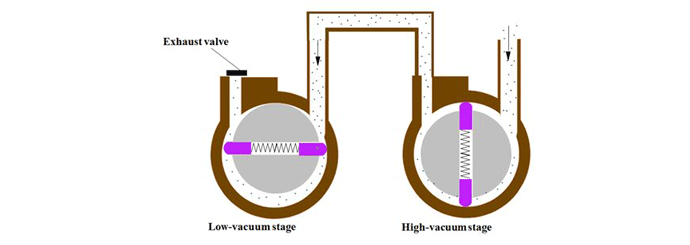 Exhaust valve
Low-vacuum stage
High-vacuum stage